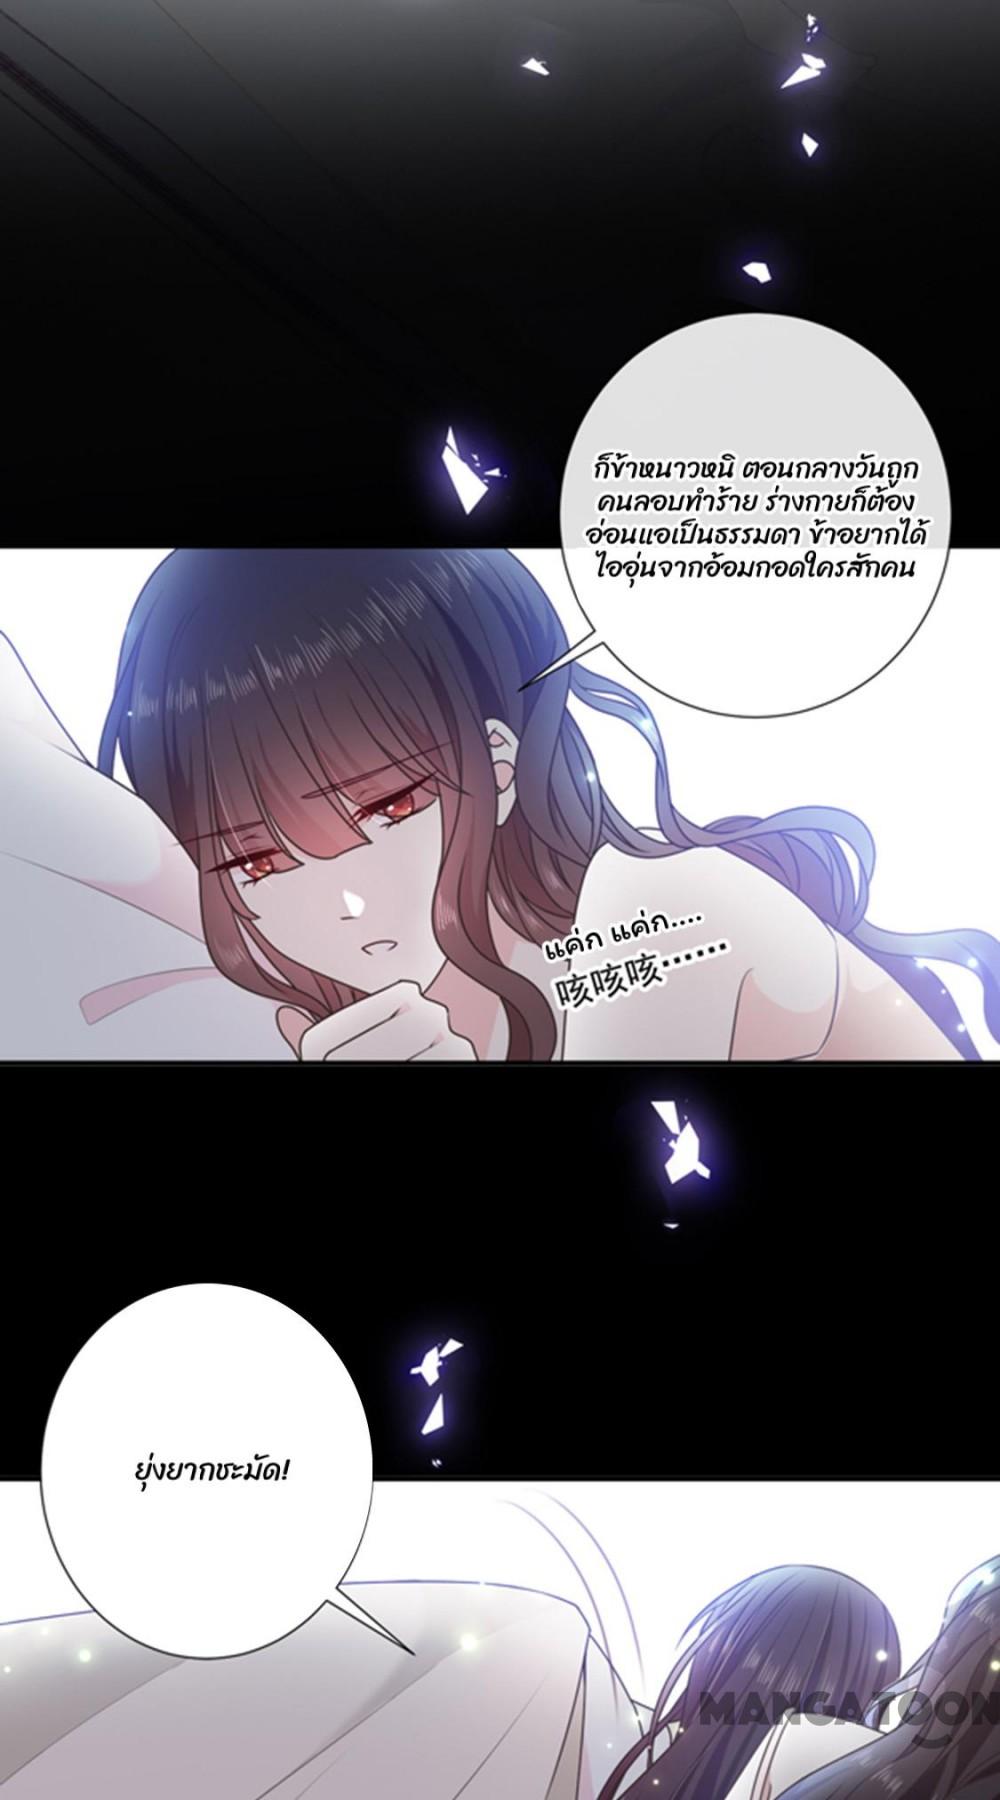 ก็ข้าหนาวหนิ ตอนกลางวันถูก
คนลอบทำร้าย ร่างกายก็ต้อง
อ่อนแอเป็นธรรมดา ข้าอยากได้
ไออุ่นจากอ้อมกอดใครสักคน
แค่ก แค่ก....
咳咳咳······
ยุ่งยากชะมัด!
MANGATOON